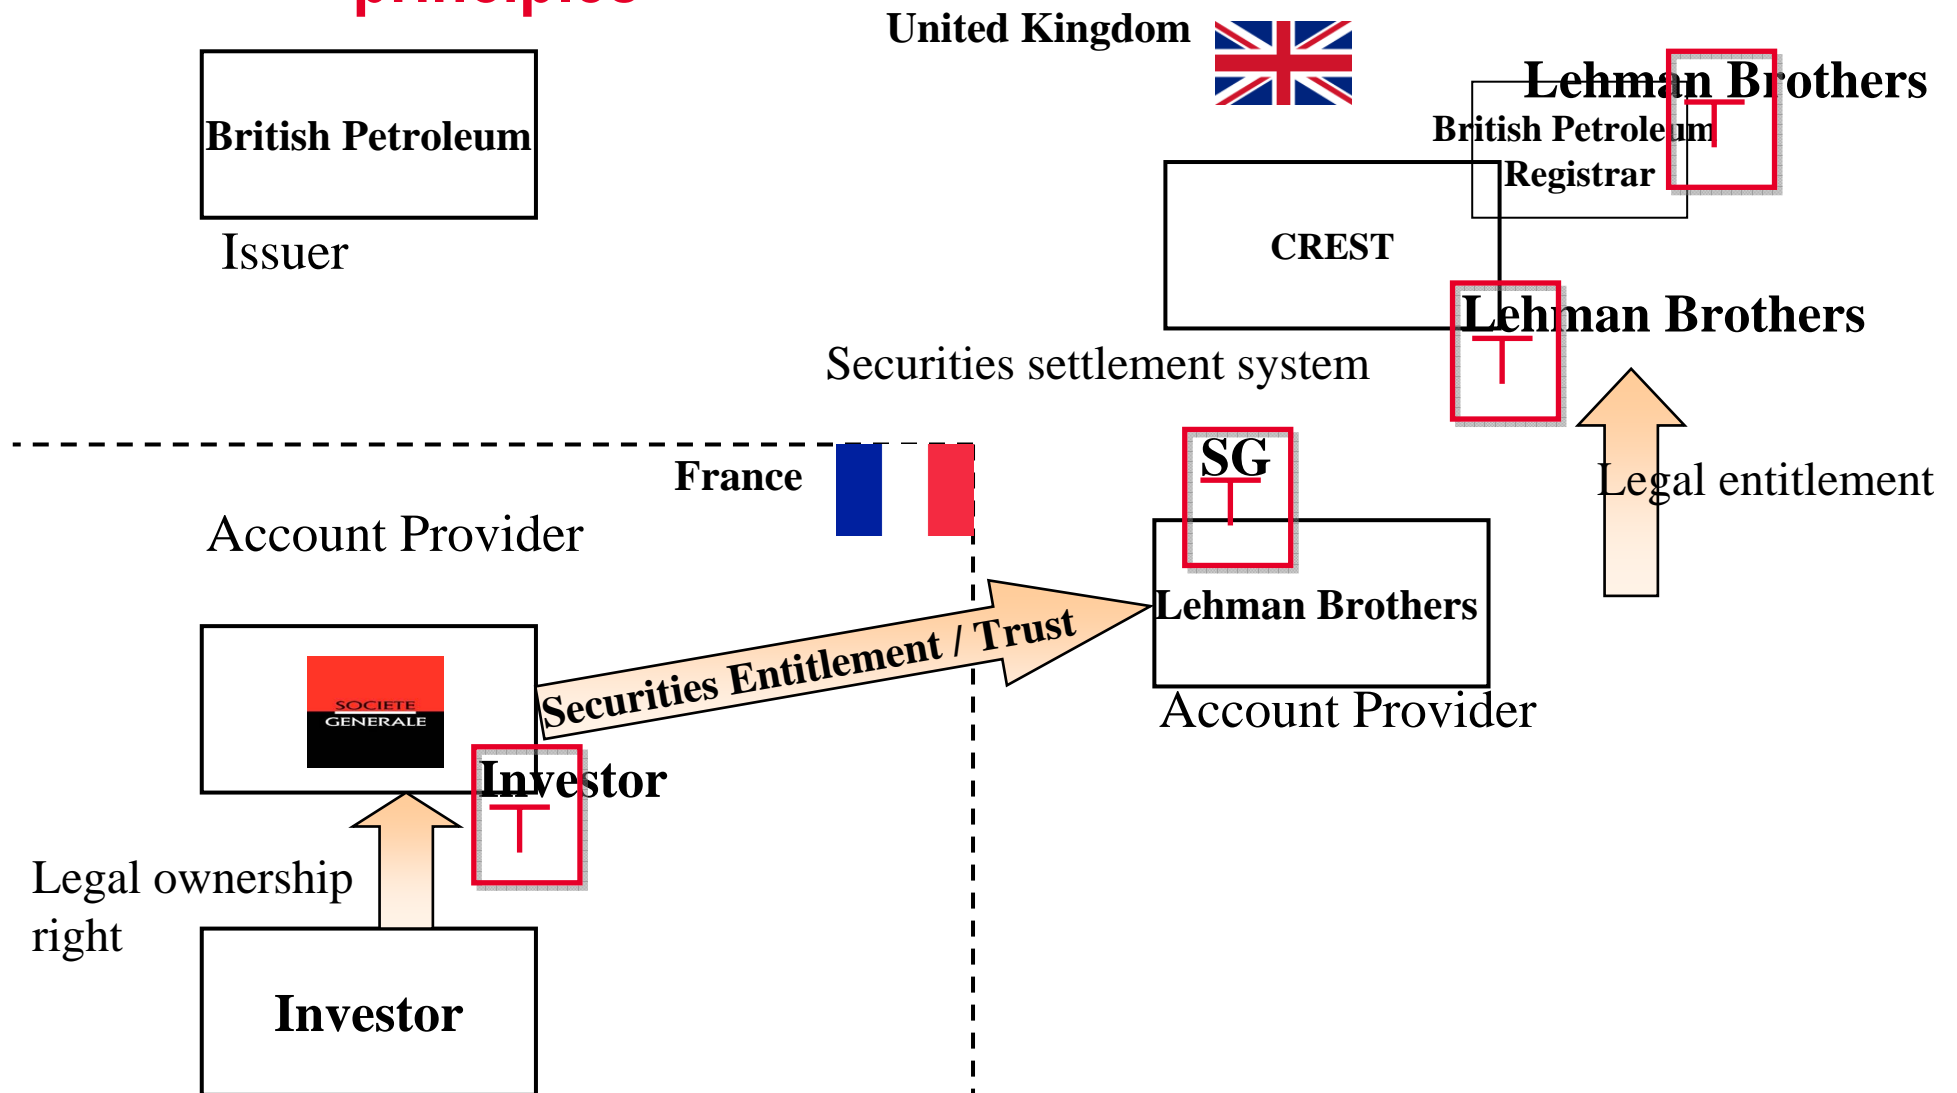 principles
United Kingdom
British Petroleum
Issuer
Lehman Brothers
British Petroleum
Registrar
CREST
Lehman Brothers
Securities settlement system
France
Account Provider
SG
Legal entitlement
Lehman Brothers
Account Provider
Securities Entitlement / Trust
SOCIETE
GENERALE
Investor
Legal ownership
right
Investor